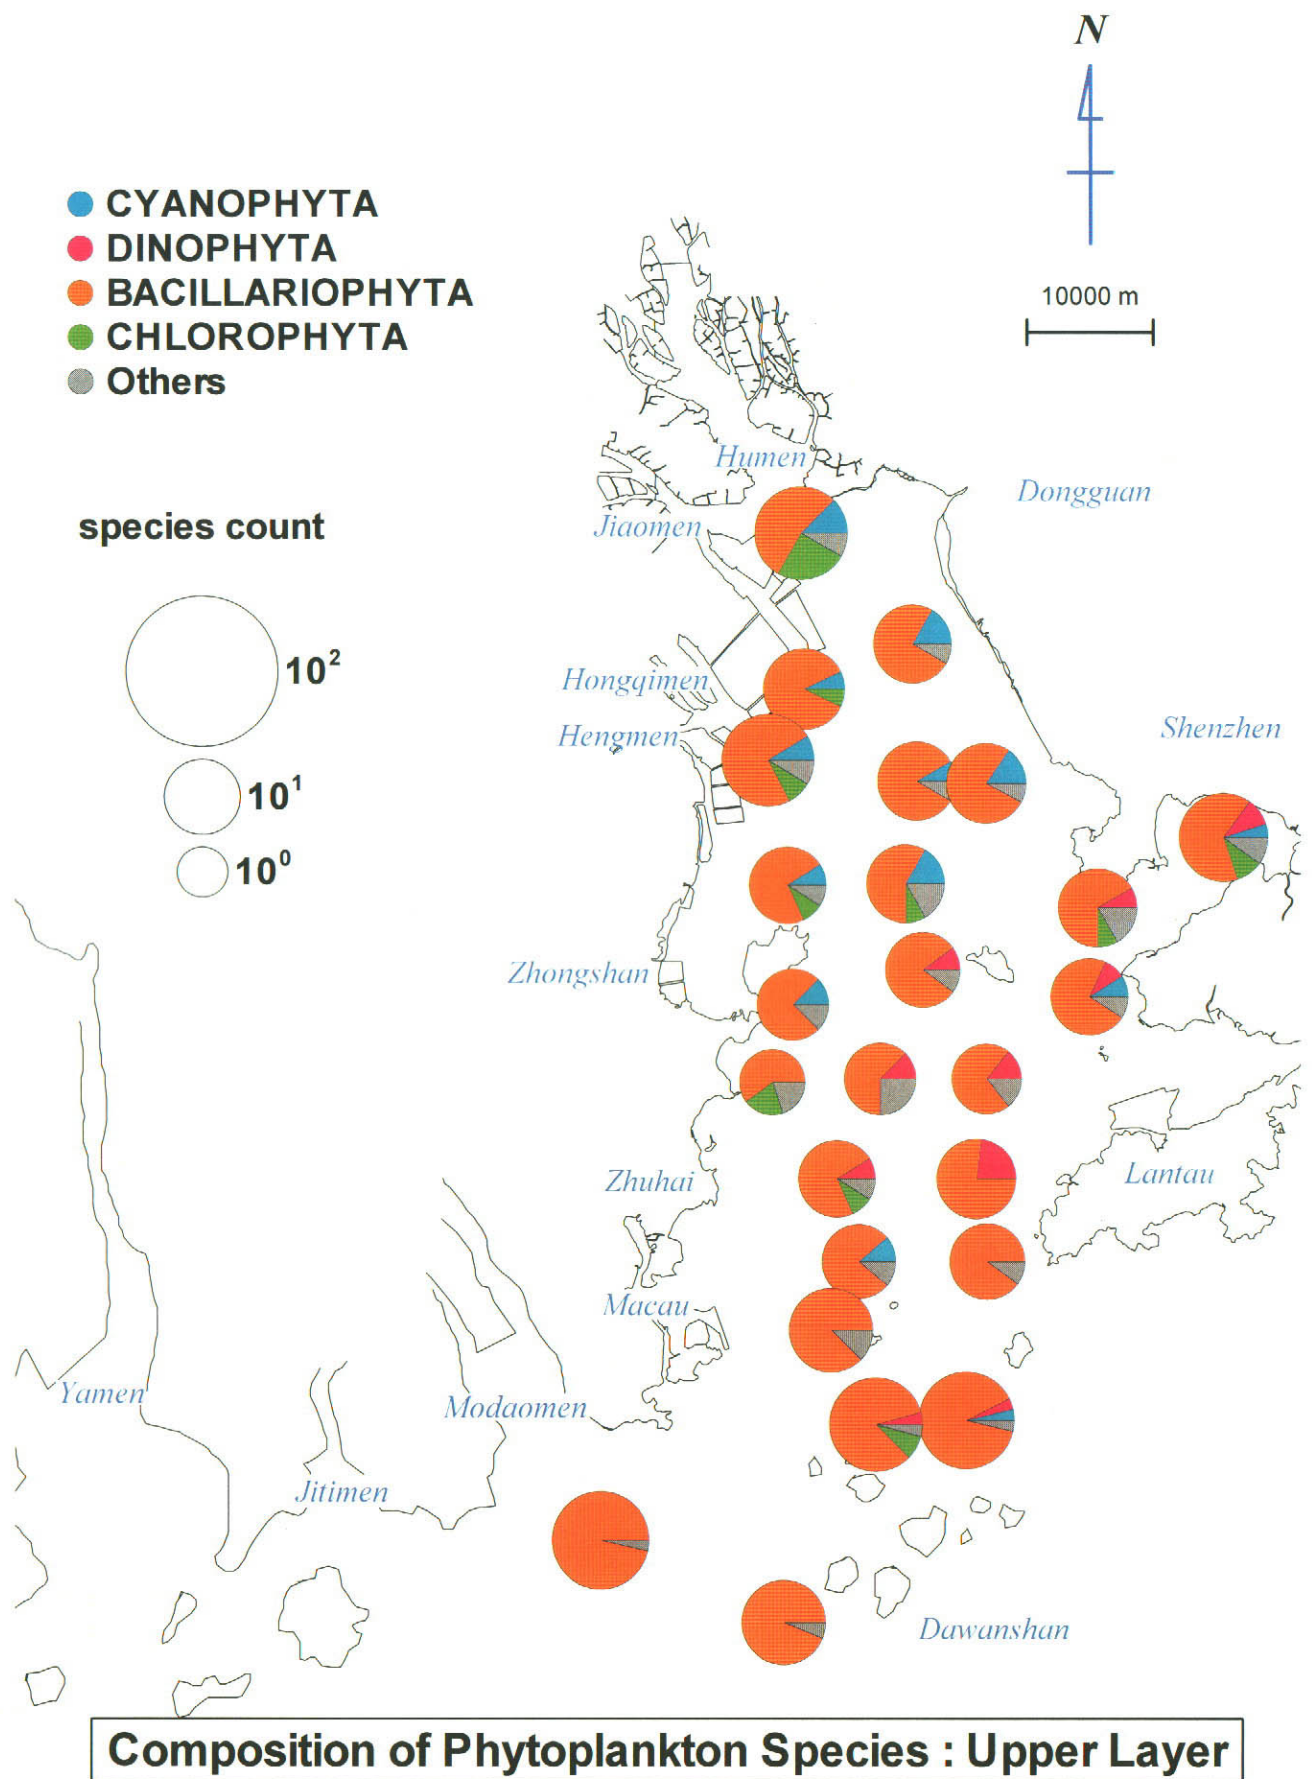 N
CYANOPHYTA
DINOPHYTA
BACILLARIOPHYTA
CHLOROPHYTA
Others
10000 m
Humen
Dongguan
Jiaomen
species count
10²
10¹
10⁰
Hongqimen
Hengmen
Shenzhen
Zhongshan
Zhuhai
Lantau
Macau
Yamen
Modaomen
Jitimen
Dawanshan
Composition of Phytoplankton Species : Upper Layer